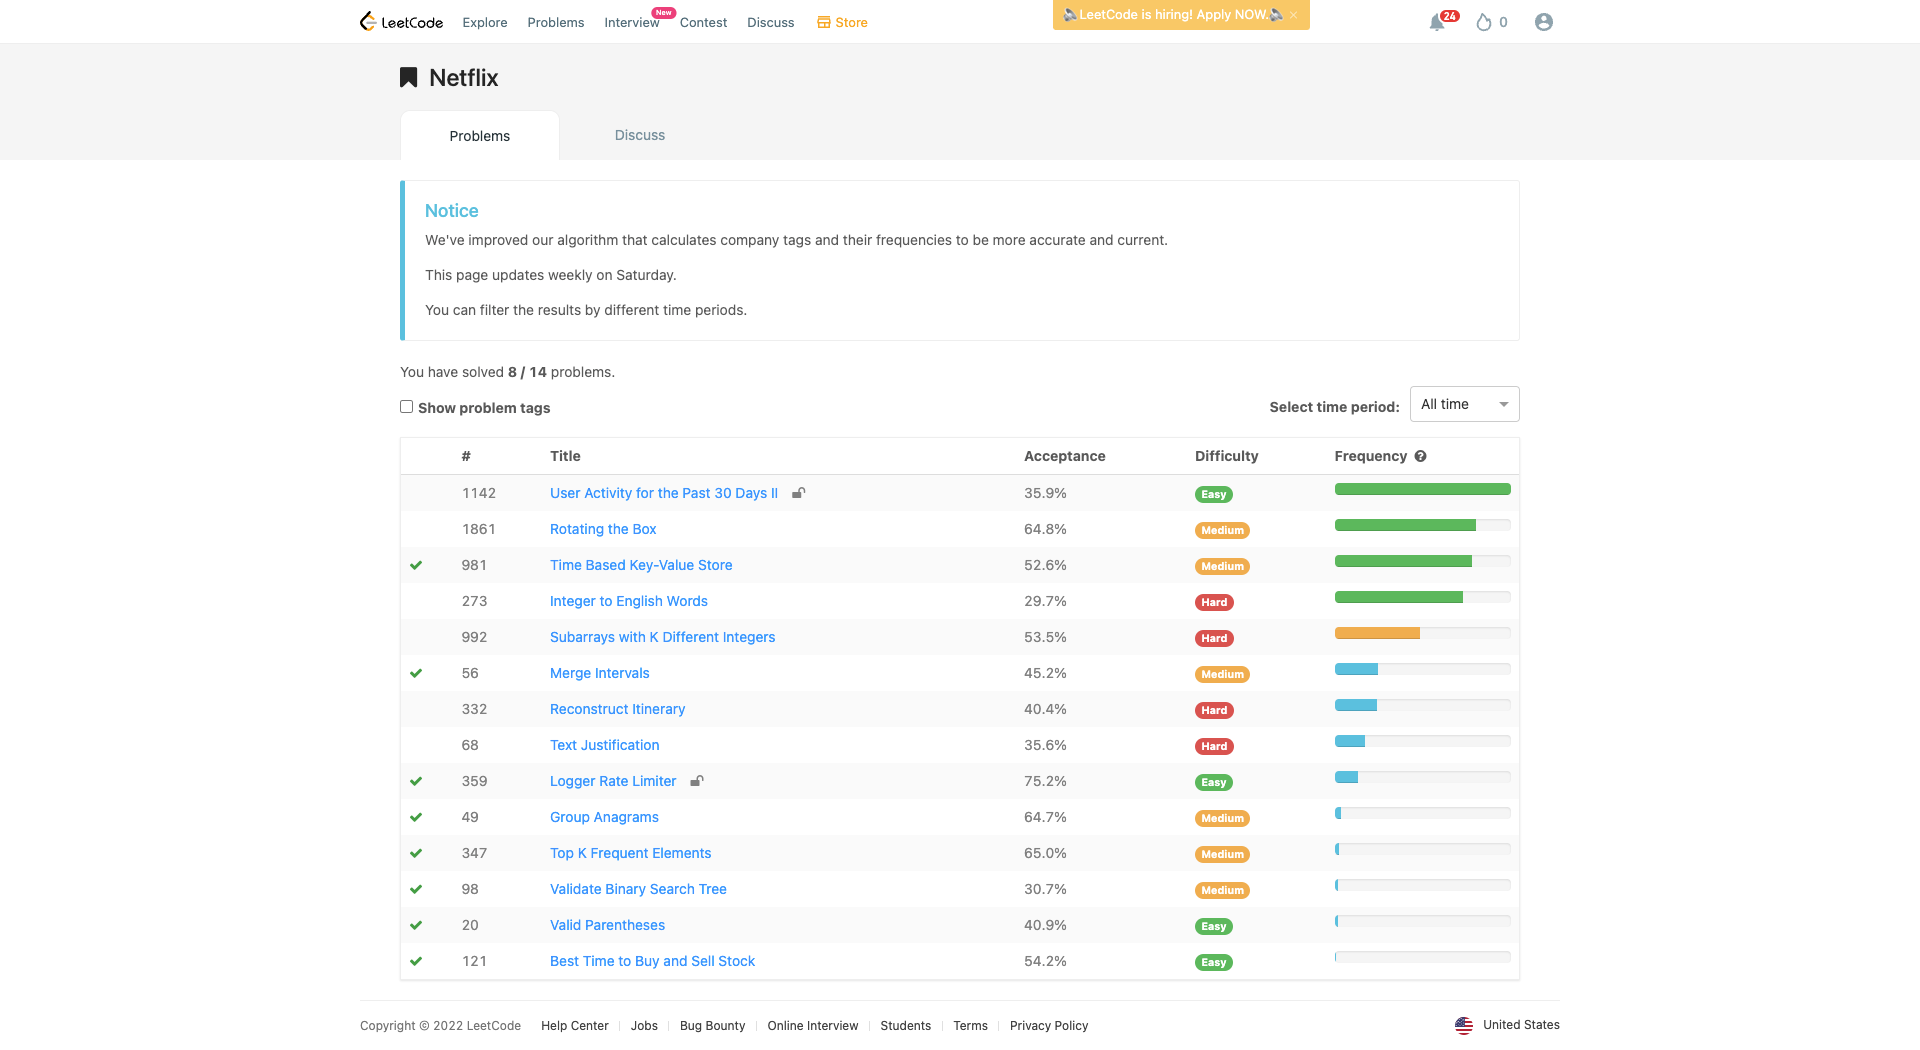 LeetCode Explore Problems Interview New Contest Discuss Store LeetCode is hiring! Apply NOW. × 24 0
Netflix
Problems Discuss
Notice
We've improved our algorithm that calculates company tags and their frequencies to be more accurate and current.
This page updates weekly on Saturday.
You can filter the results by different time periods.
You have solved 8 / 14 problems.
Show problem tags Select time period: All time
# Title Acceptance Difficulty Frequency ?
1142 User Activity for the Past 30 Days II 35.9% Easy
1861 Rotating the Box 64.8% Medium
981 Time Based Key-Value Store 52.6% Medium
273 Integer to English Words 29.7% Hard
992 Subarrays with K Different Integers 53.5% Hard
56 Merge Intervals 45.2% Medium
332 Reconstruct Itinerary 40.4% Hard
68 Text Justification 35.6% Hard
359 Logger Rate Limiter 75.2% Easy
49 Group Anagrams 64.7% Medium
347 Top K Frequent Elements 65.0% Medium
98 Validate Binary Search Tree 30.7% Medium
20 Valid Parentheses 40.9% Easy
121 Best Time to Buy and Sell Stock 54.2% Easy
Copyright © 2022 LeetCode Help Center Jobs Bug Bounty Online Interview Students Terms Privacy Policy United States